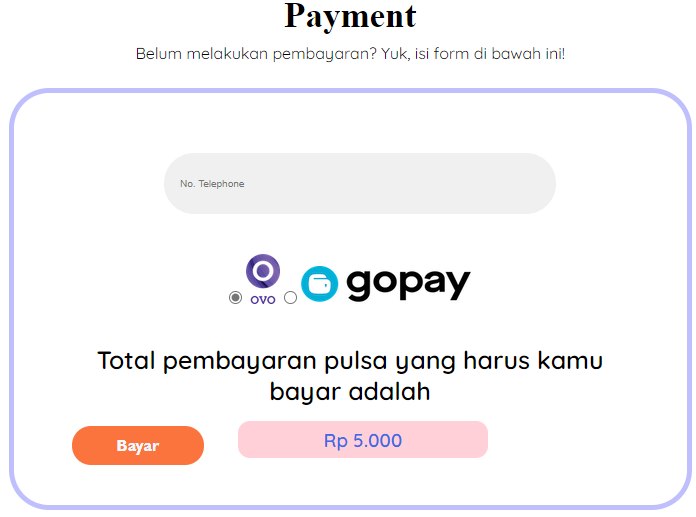 Payment
Belum melakukan pembayaran? Yuk, isi form di bawah ini!
No. Telephone
OVO
gopay
Total pembayaran pulsa yang harus kamu
bayar adalah
Bayar
Rp 5.000